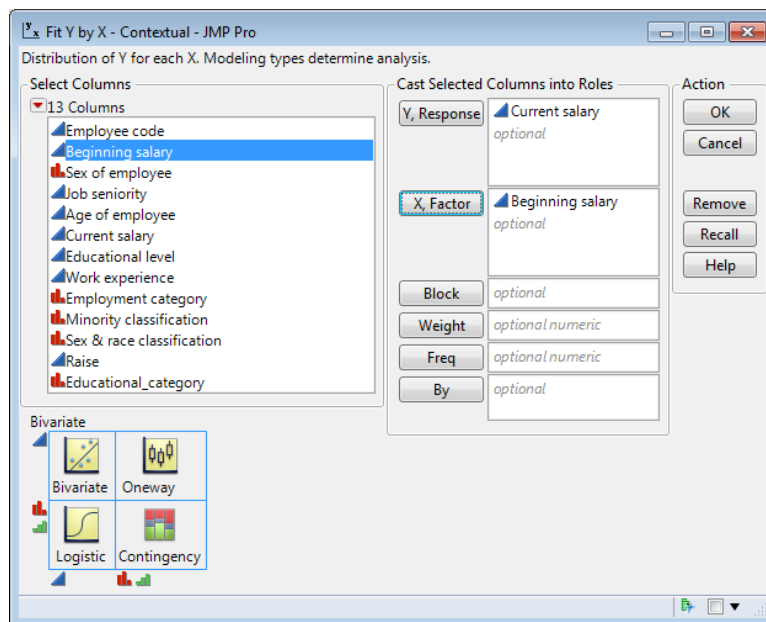 Fit Y by X - Contextual - JMP Pro
Distribution of Y for each X. Modeling types determine analysis.
Select Columns
13 Columns
Employee code
Beginning salary
Sex of employee
Job seniority
Age of employee
Current salary
Educational level
Work experience
Employment category
Minority classification
Sex & race classification
Raise
Educational_category
Cast Selected Columns into Roles
Y, Response
Current salary
optional
X, Factor
Beginning salary
optional
Block
optional
Weight
optional numeric
Freq
optional numeric
By
optional
Action
OK
Cancel
Remove
Recall
Help
Bivariate
Bivariate
Oneway
Logistic
Contingency